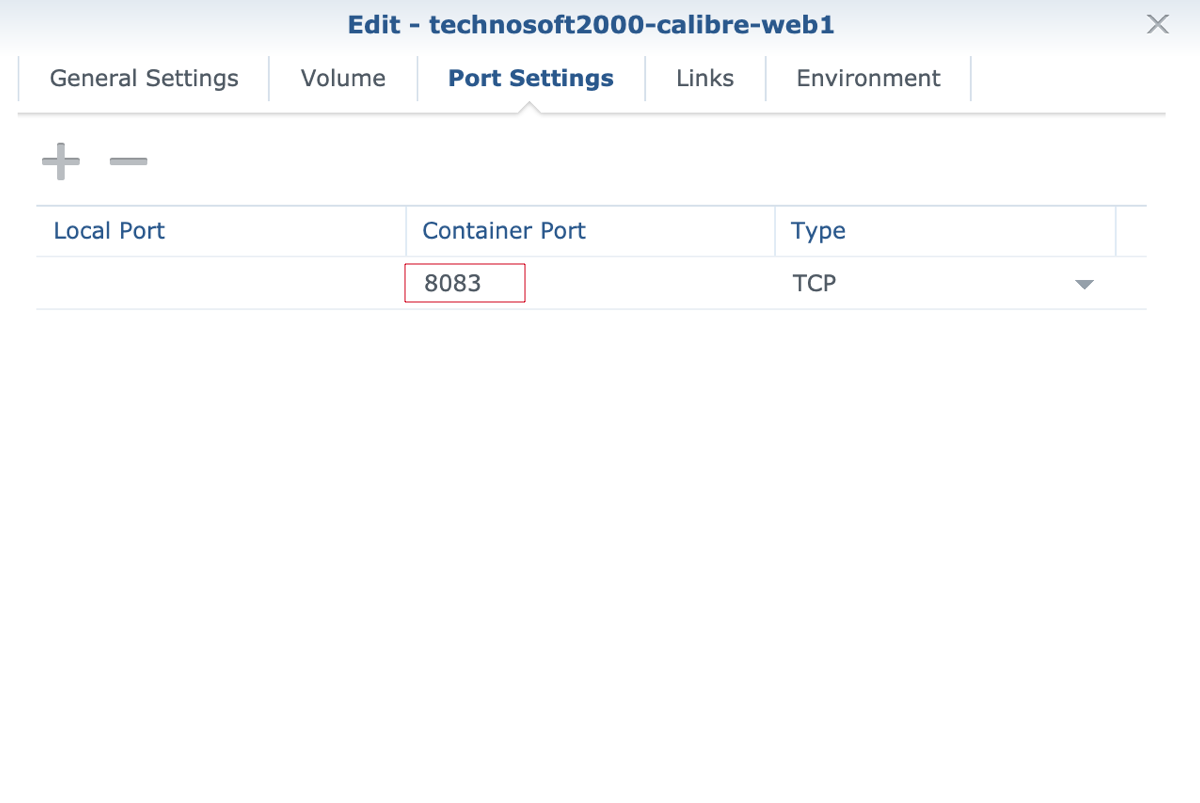 Edit - technosoft2000-calibre-web1
General Settings Volume Port Settings Links Environment
Local Port Container Port Type
8083 TCP